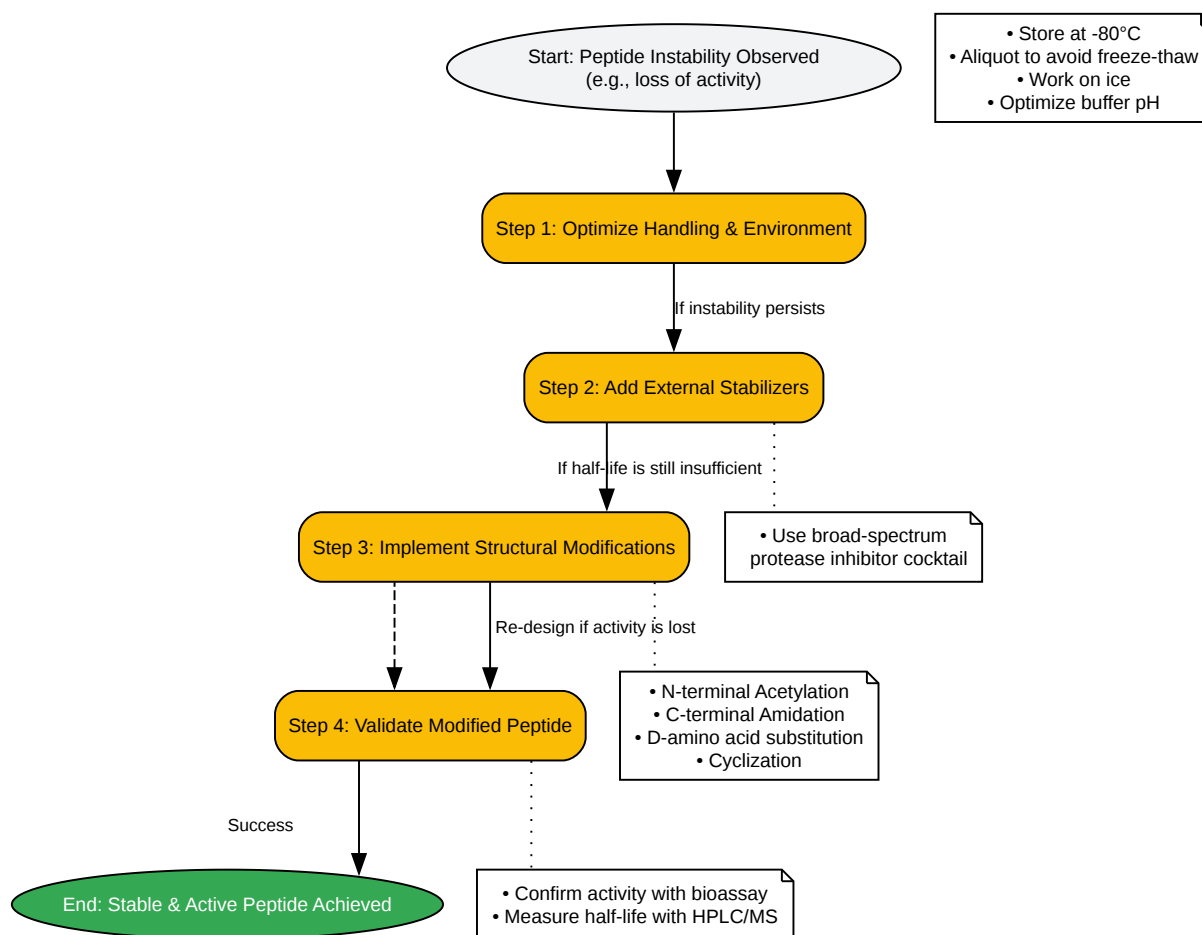 Start: Peptide Instability Observed
(e.g., loss of activity)
• Store at -80°C
• Aliquot to avoid freeze-thaw
• Work on ice
• Optimize buffer pH
Step 1: Optimize Handling & Environment
If instability persists
Step 2: Add External Stabilizers
If half-life is still insufficient
• Use broad-spectrum
protease inhibitor cocktail
Step 3: Implement Structural Modifications
Re-design if activity is lost
• N-terminal Acetylation
• C-terminal Amidation
• D-amino acid substitution
• Cyclization
Step 4: Validate Modified Peptide
Success
• Confirm activity with bioassay
• Measure half-life with HPLC/MS
End: Stable & Active Peptide Achieved